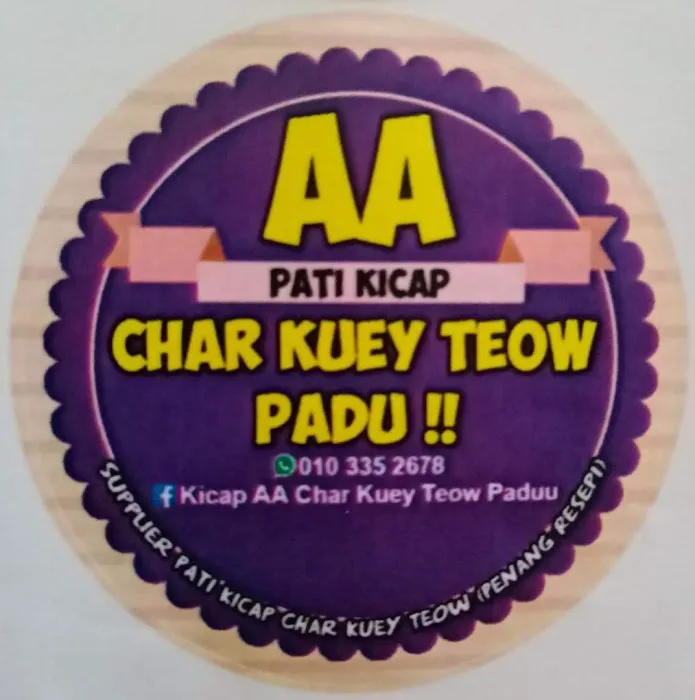 AA
PATI KICAP
CHAR KUEY TEOW
PADU !!
010 335 2678
Kicap AA Char Kuey Teow Paduu
SUPPLIER PATI KICAP CHAR KUEY TEOW (PENANG RESEPI)